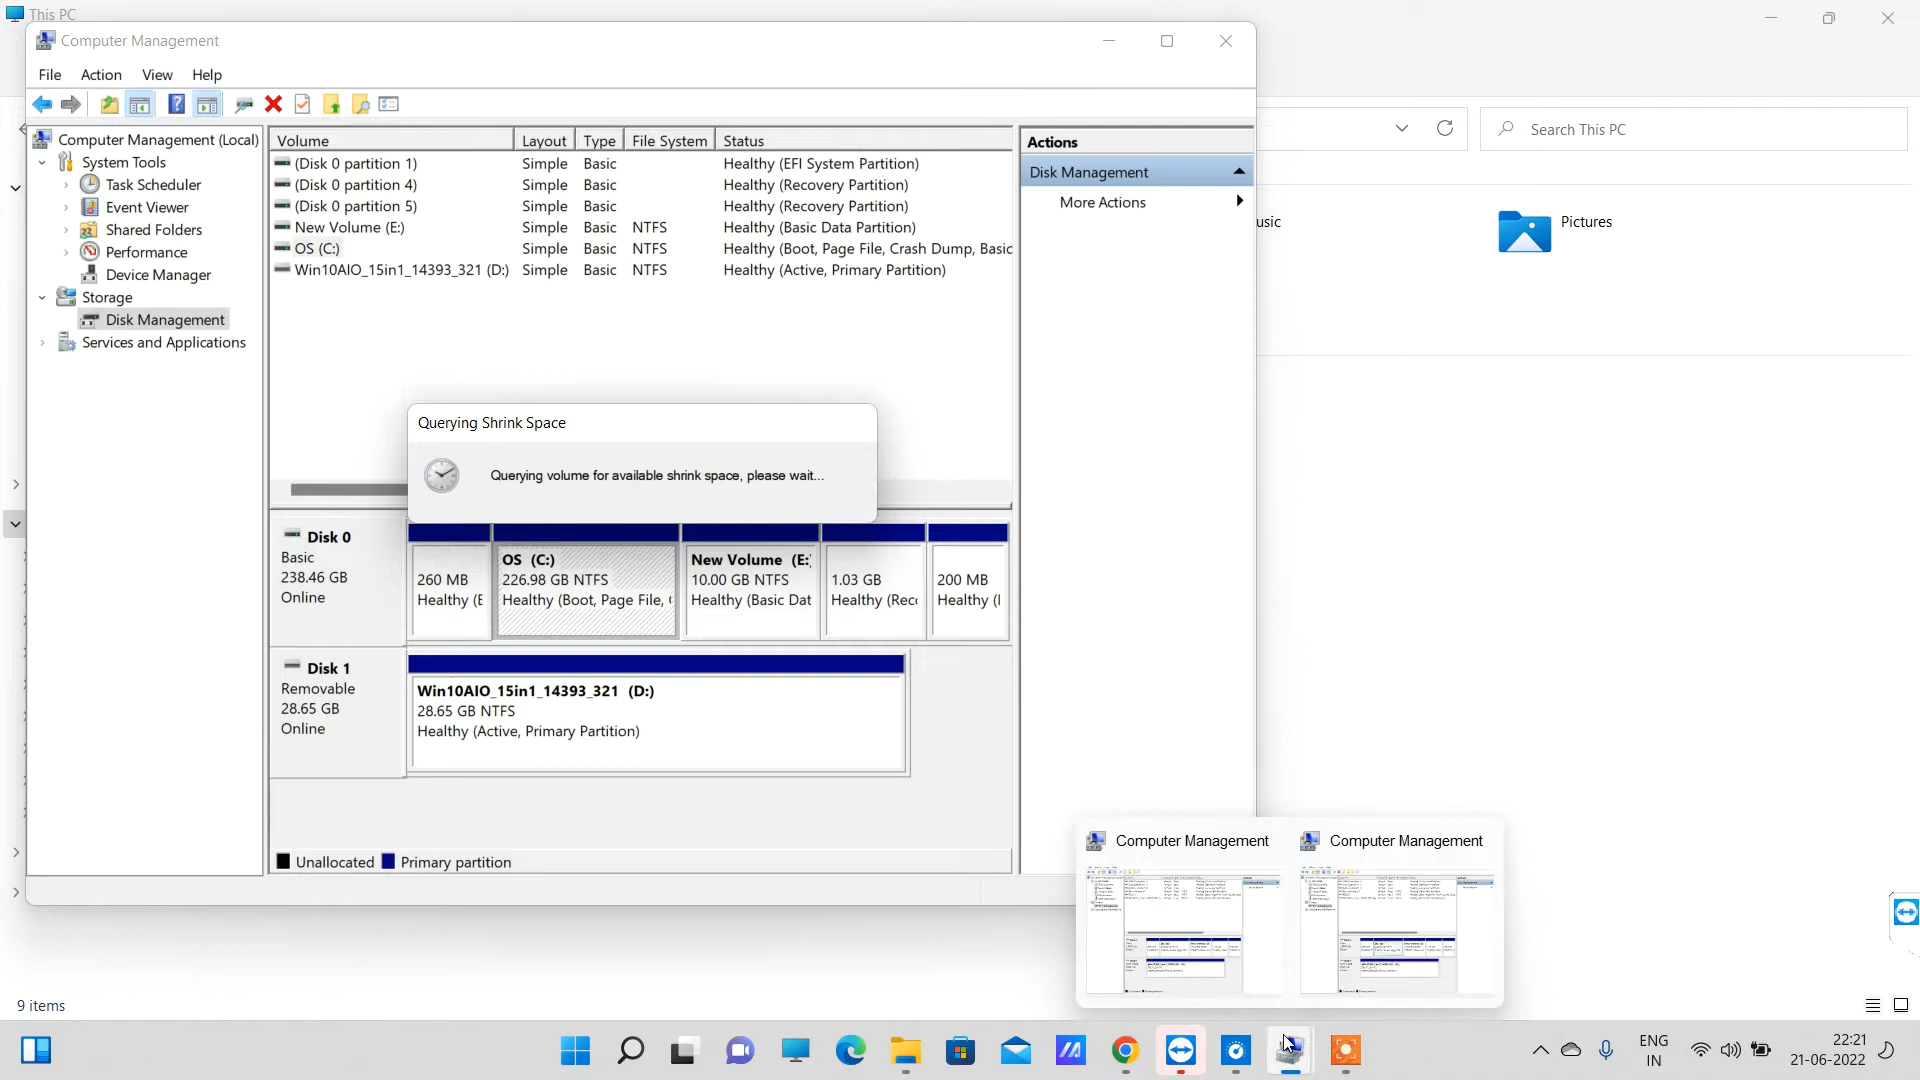 This PC
Computer Management
File Action View Help
Computer Management (Local)
System Tools
Task Scheduler
Event Viewer
Shared Folders
Performance
Device Manager
Storage
Disk Management
Services and Applications
Volume Layout Type File System Status
(Disk 0 partition 1) Simple Basic Healthy (EFI System Partition)
(Disk 0 partition 4) Simple Basic Healthy (Recovery Partition)
(Disk 0 partition 5) Simple Basic Healthy (Recovery Partition)
New Volume (E:) Simple Basic NTFS Healthy (Basic Data Partition)
OS (C:) Simple Basic NTFS Healthy (Boot, Page File, Crash Dump, Basic
Win10AIO_15in1_14393_321 (D:) Simple Basic NTFS Healthy (Active, Primary Partition)
Actions
Disk Management
More Actions
Search This PC
usic
Pictures
Querying Shrink Space
Querying volume for available shrink space, please wait...
Disk 0
Basic
238.46 GB
Online
260 MB
Healthy (E
OS (C:)
226.98 GB NTFS
Healthy (Boot, Page File,
New Volume (E:
10.00 GB NTFS
Healthy (Basic Dat
1.03 GB
Healthy (Reco
200 MB
Healthy (
Disk 1
Removable
28.65 GB
Online
Win10AIO_15in1_14393_321 (D:)
28.65 GB NTFS
Healthy (Active, Primary Partition)
Unallocated Primary partition
Computer Management Computer Management
9 items
ENG
IN
22:21
21-06-2022